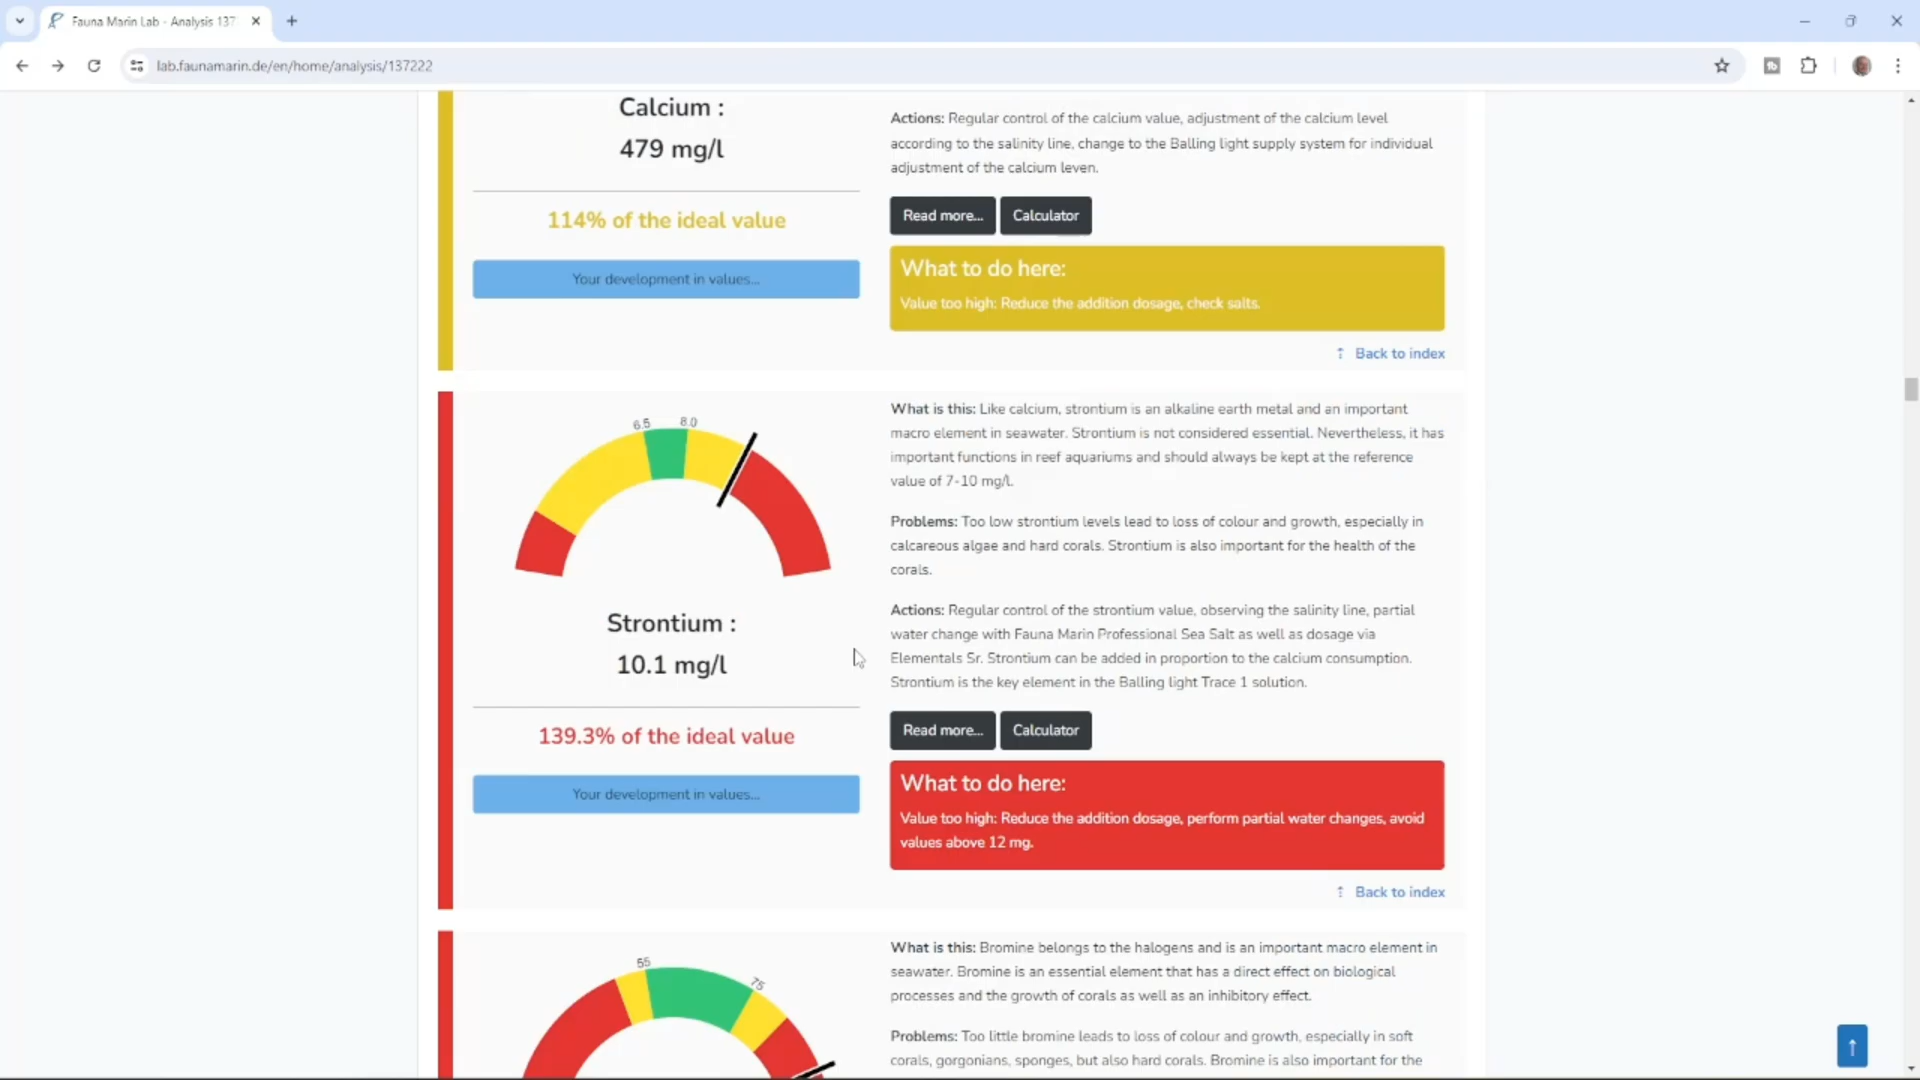 Fauna Marin Lab - Analysis 137
lab.faunamarin.de/en/home/analysis/137222
Calcium :
479 mg/l
114% of the ideal value
Your development in values...
Actions: Regular control of the calcium value, adjustment of the calcium level
according to the salinity line, change to the Balling light supply system for individual
adjustment of the calcium leven.
Read more...
Calculator
What to do here:
Value too high: Reduce the addition dosage, check salts.
↑ Back to index
6.5
8.0
Strontium :
10.1 mg/l
139.3% of the ideal value
Your development in values...
What is this: Like calcium, strontium is an alkaline earth metal and an important
macro element in seawater. Strontium is not considered essential. Nevertheless, it has
important functions in reef aquariums and should always be kept at the reference
value of 7-10 mg/l.
Problems: Too low strontium levels lead to loss of colour and growth, especially in
calcareous algae and hard corals. Strontium is also important for the health of the
corals.
Actions: Regular control of the strontium value, observing the salinity line, partial
water change with Fauna Marin Professional Sea Salt as well as dosage via
Elementals Sr. Strontium can be added in proportion to the calcium consumption.
Strontium is the key element in the Balling light Trace 1 solution.
Read more...
Calculator
What to do here:
Value too high: Reduce the addition dosage, perform partial water changes, avoid
values above 12 mg.
↑ Back to index
55
75
What is this: Bromine belongs to the halogens and is an important macro element in
seawater. Bromine is an essential element that has a direct effect on biological
processes and the growth of corals as well as an inhibitory effect.
Problems: Too little bromine leads to loss of colour and growth, especially in soft
corals, gorgonians, sponges, but also hard corals. Bromine is also important for the